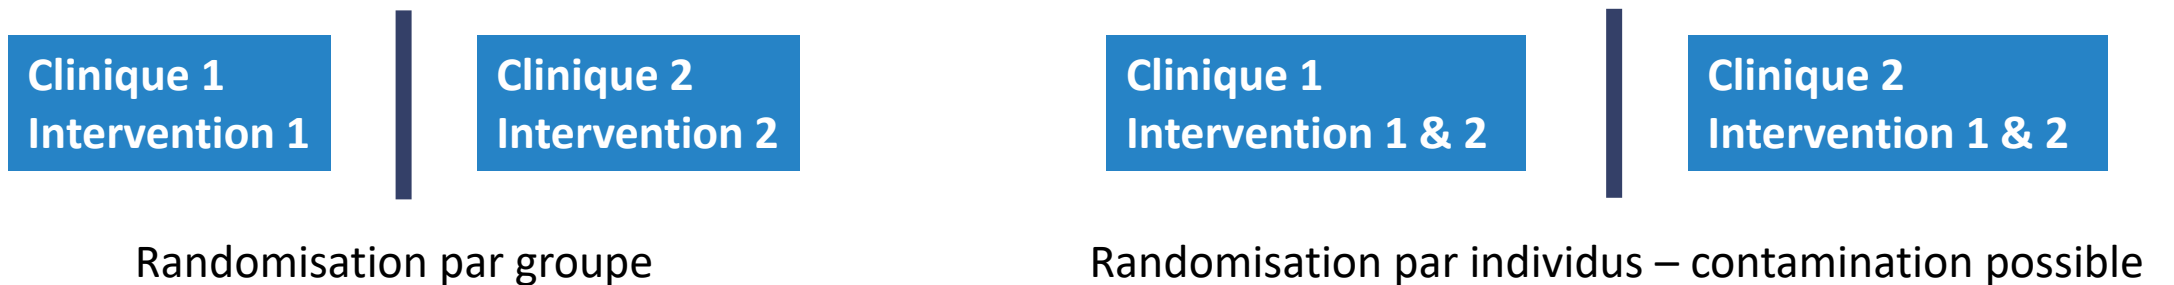 Clinique 1
Intervention 1
Clinique 2
Intervention 2
Clinique 1
Intervention 1 & 2
Clinique 2
Intervention 1 & 2
Randomisation par groupe
Randomisation par individus – contamination possible